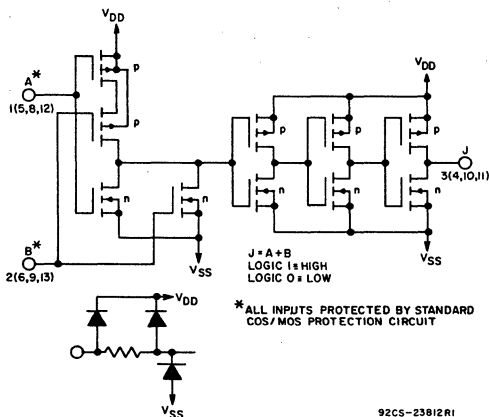 VDD
A*
1(5,8,12)
p
p
n
n
B*
2(6,9,13)
VSS
VDD
p
p
p
n
n
n
J
3(4,10,11)
VSS
J=A+B
LOGIC 1≡HIGH
LOGIC 0≡LOW
*ALL INPUTS PROTECTED BY STANDARD
COS/MOS PROTECTION CIRCUIT
VDD
VSS
92CS-23812R1